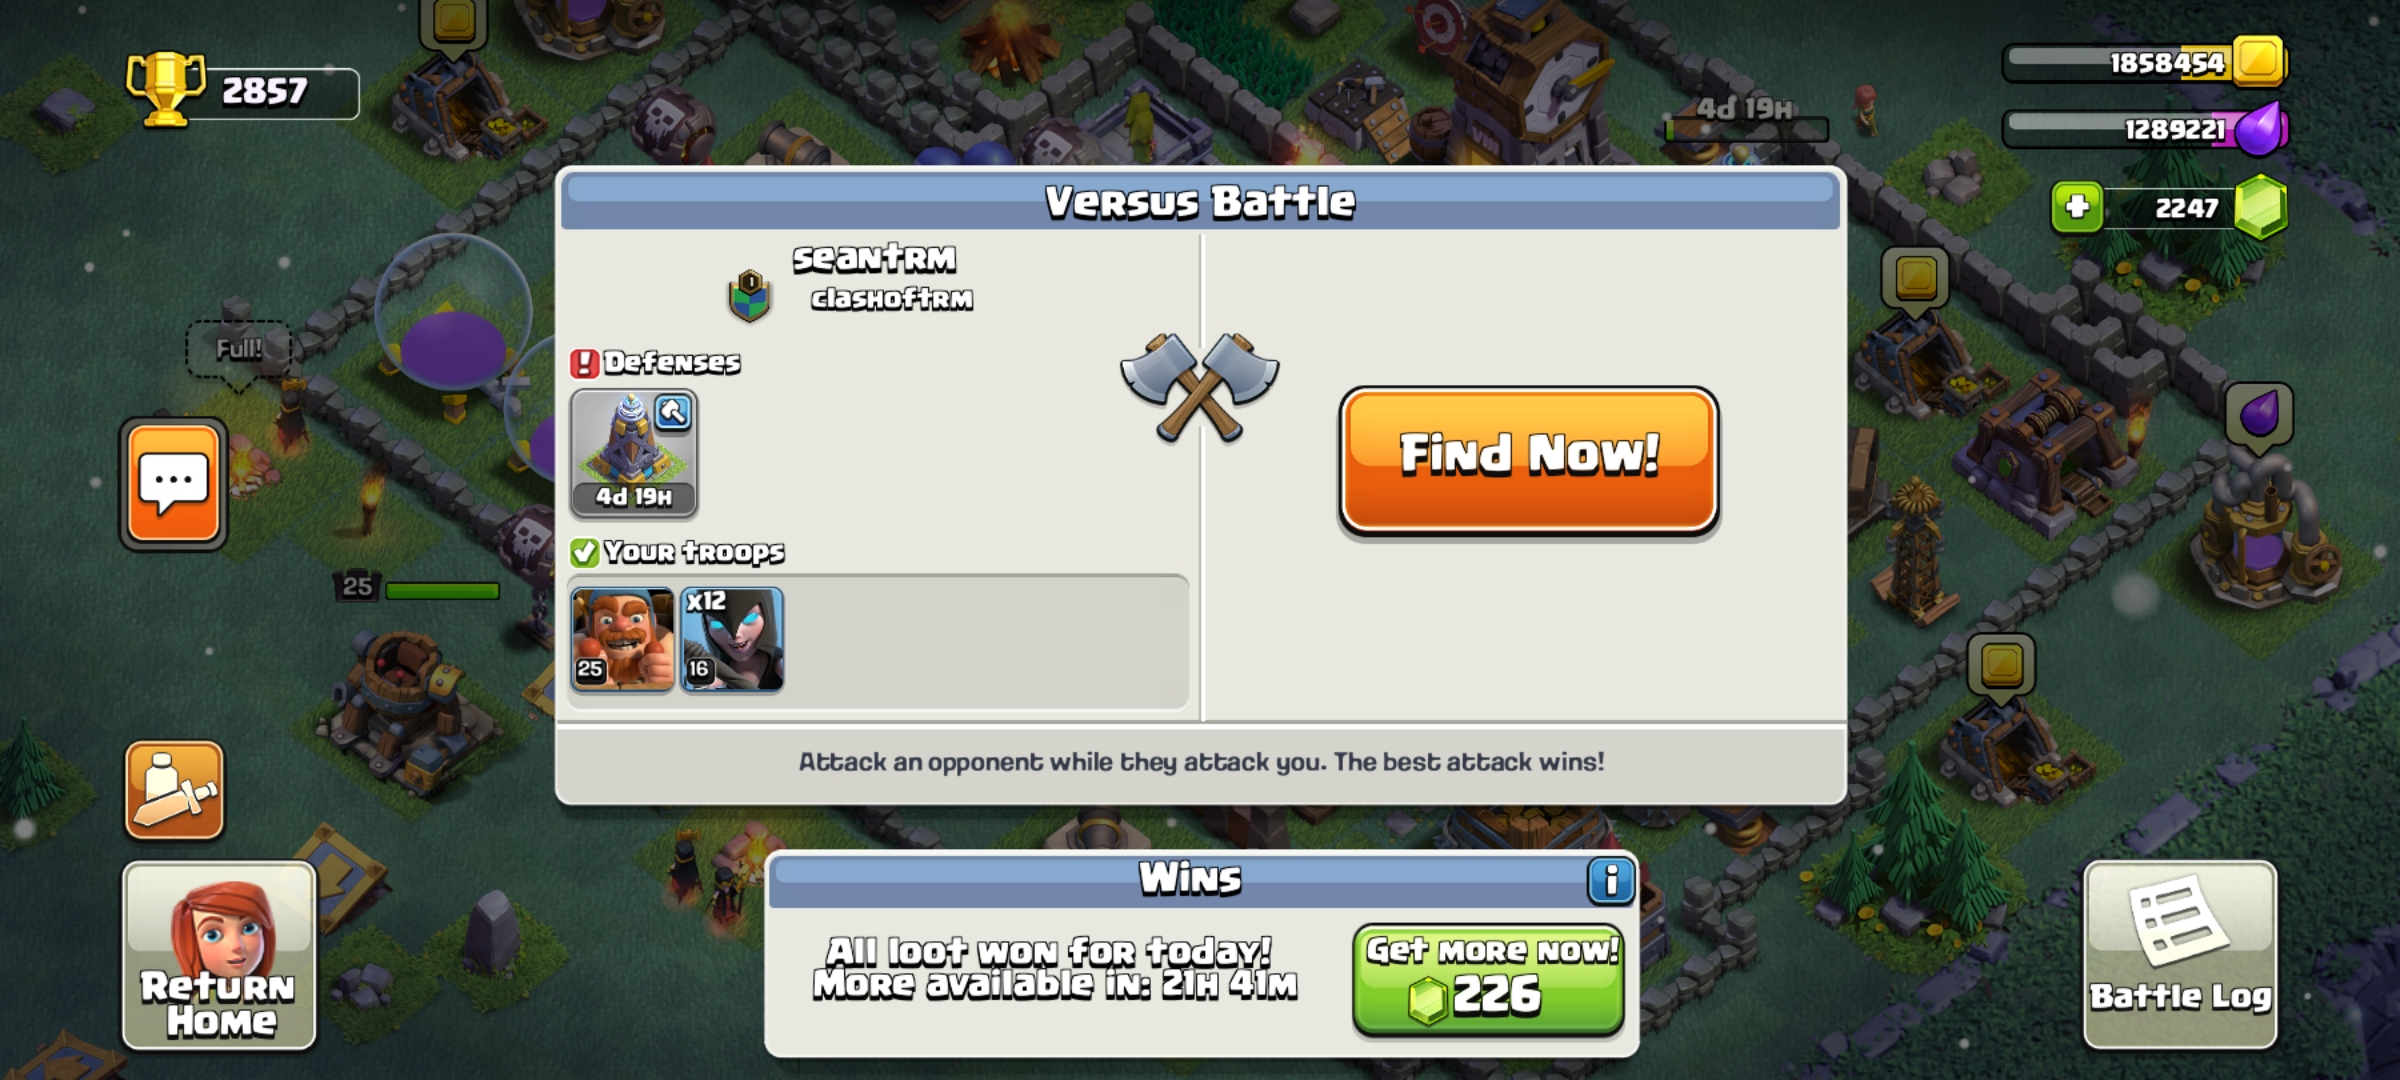 2857
4d 19H
1858454
1289221
2247
Versus Battle
seantrm
clashoftrm
Full!
Defenses
4d 19H
Find Now!
Your troops
25
x12
25
16
Attack an opponent while they attack you. The best attack wins!
Wins
i
All loot won for today!
More available in: 21H 41M
Get more now!
226
Return
Home
Battle Log